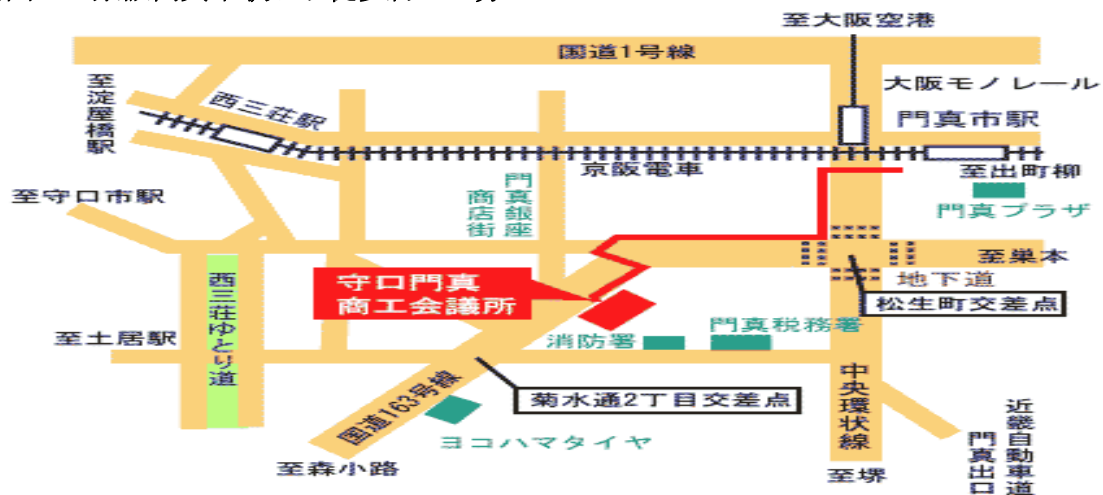 至大阪空港
国道1号線
大阪モノレール
至淀屋橋駅
西三荘駅
門真市駅
京阪電車
至出町柳
門真プラザ
至守口市駅
門真銀座
商店街
至巣本
地下道
松生町交差点
守口門真
商工会議所
西三荘ゆとり道
至土居駅
消防署
門真税務署
中央環状線
菊水通2丁目交差点
国道163号線
ヨコハマタイヤ
至森小路
至堺
近畿自動車道
門真出口